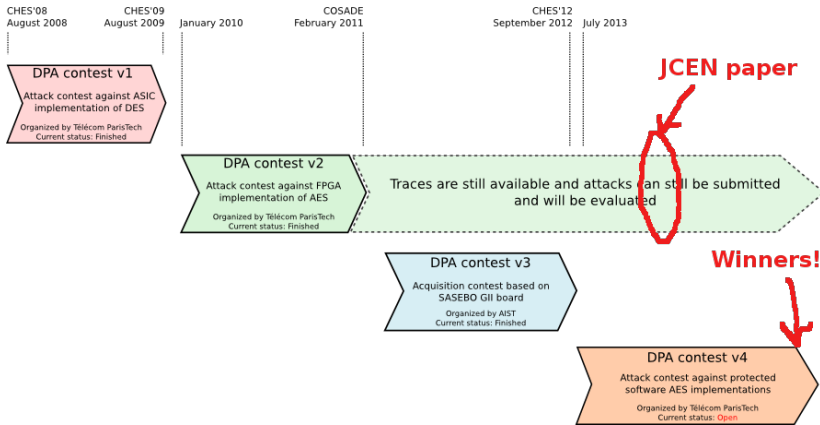 CHES'08
August 2008
CHES'09
August 2009
January 2010
COSADE
February 2011
CHES'12
September 2012
July 2013
JCEN paper
DPA contest v1
Attack contest against ASIC
implementation of DES
Organized by Télécom ParisTech
Current status: Finished
DPA contest v2
Attack contest against FPGA
implementation of AES
Organized by Télécom ParisTech
Current status: Finished
Traces are still available and attacks can still be submitted
and will be evaluated
Winners!
DPA contest v3
Acquisition contest based on
SASEBO GII board
Organized by AIST
Current status: Finished
DPA contest v4
Attack contest against protected
software AES implementations
Organized by Télécom ParisTech
Current status: Open